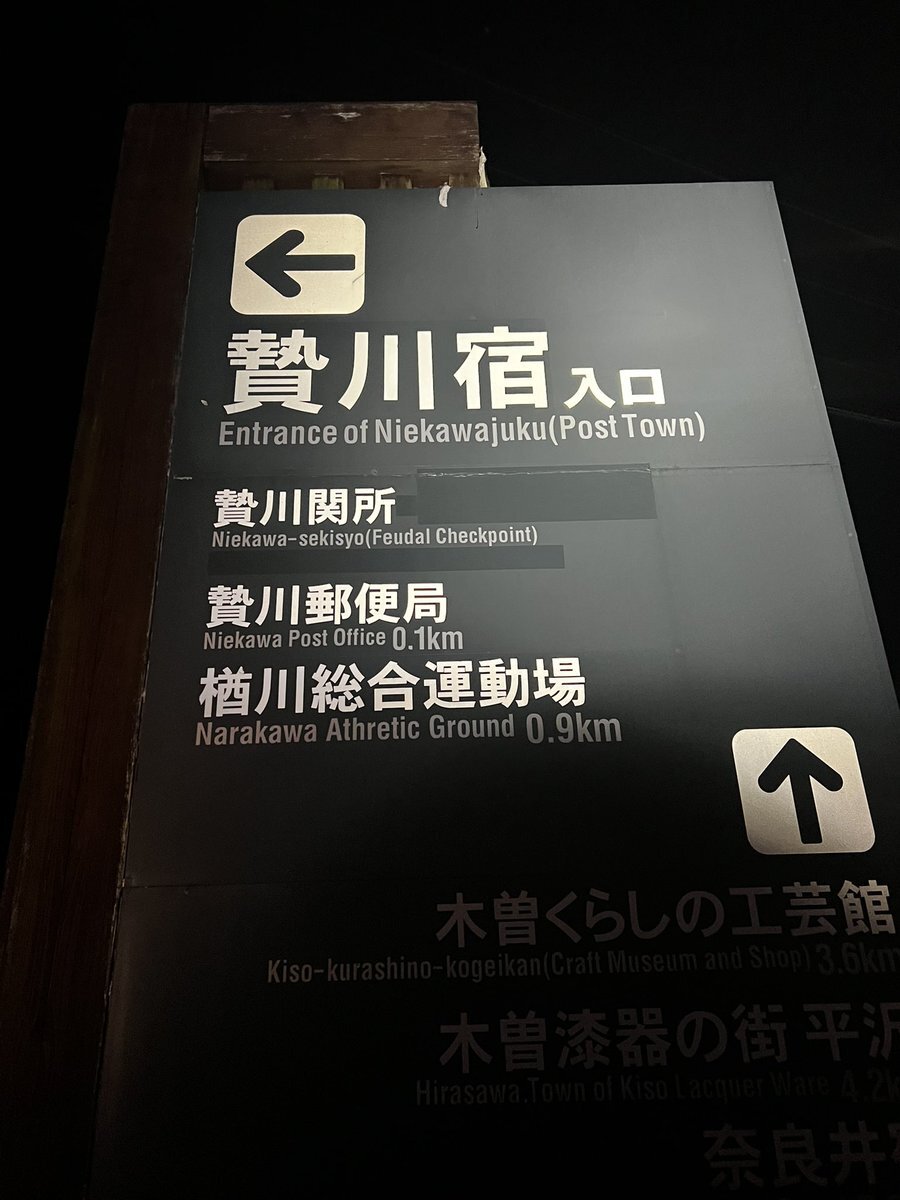 贄川宿 入口
Entrance of Niekawajuku(Post Town)
贄川関所
Niekawa-sekisyo(Feudal Checkpoint)
贄川郵便局
Niekawa Post Office 0.1km
楢川総合運動場
Narakawa Athretic Ground 0.9km
木曽くらしの工芸館
Kiso-kurashino-kogeikan(Craft Museum and Shop) 3.6km
木曽漆器の街 平沢
Hirasawa.Town of Kiso Lacquer Ware 4.2k
奈良井宿